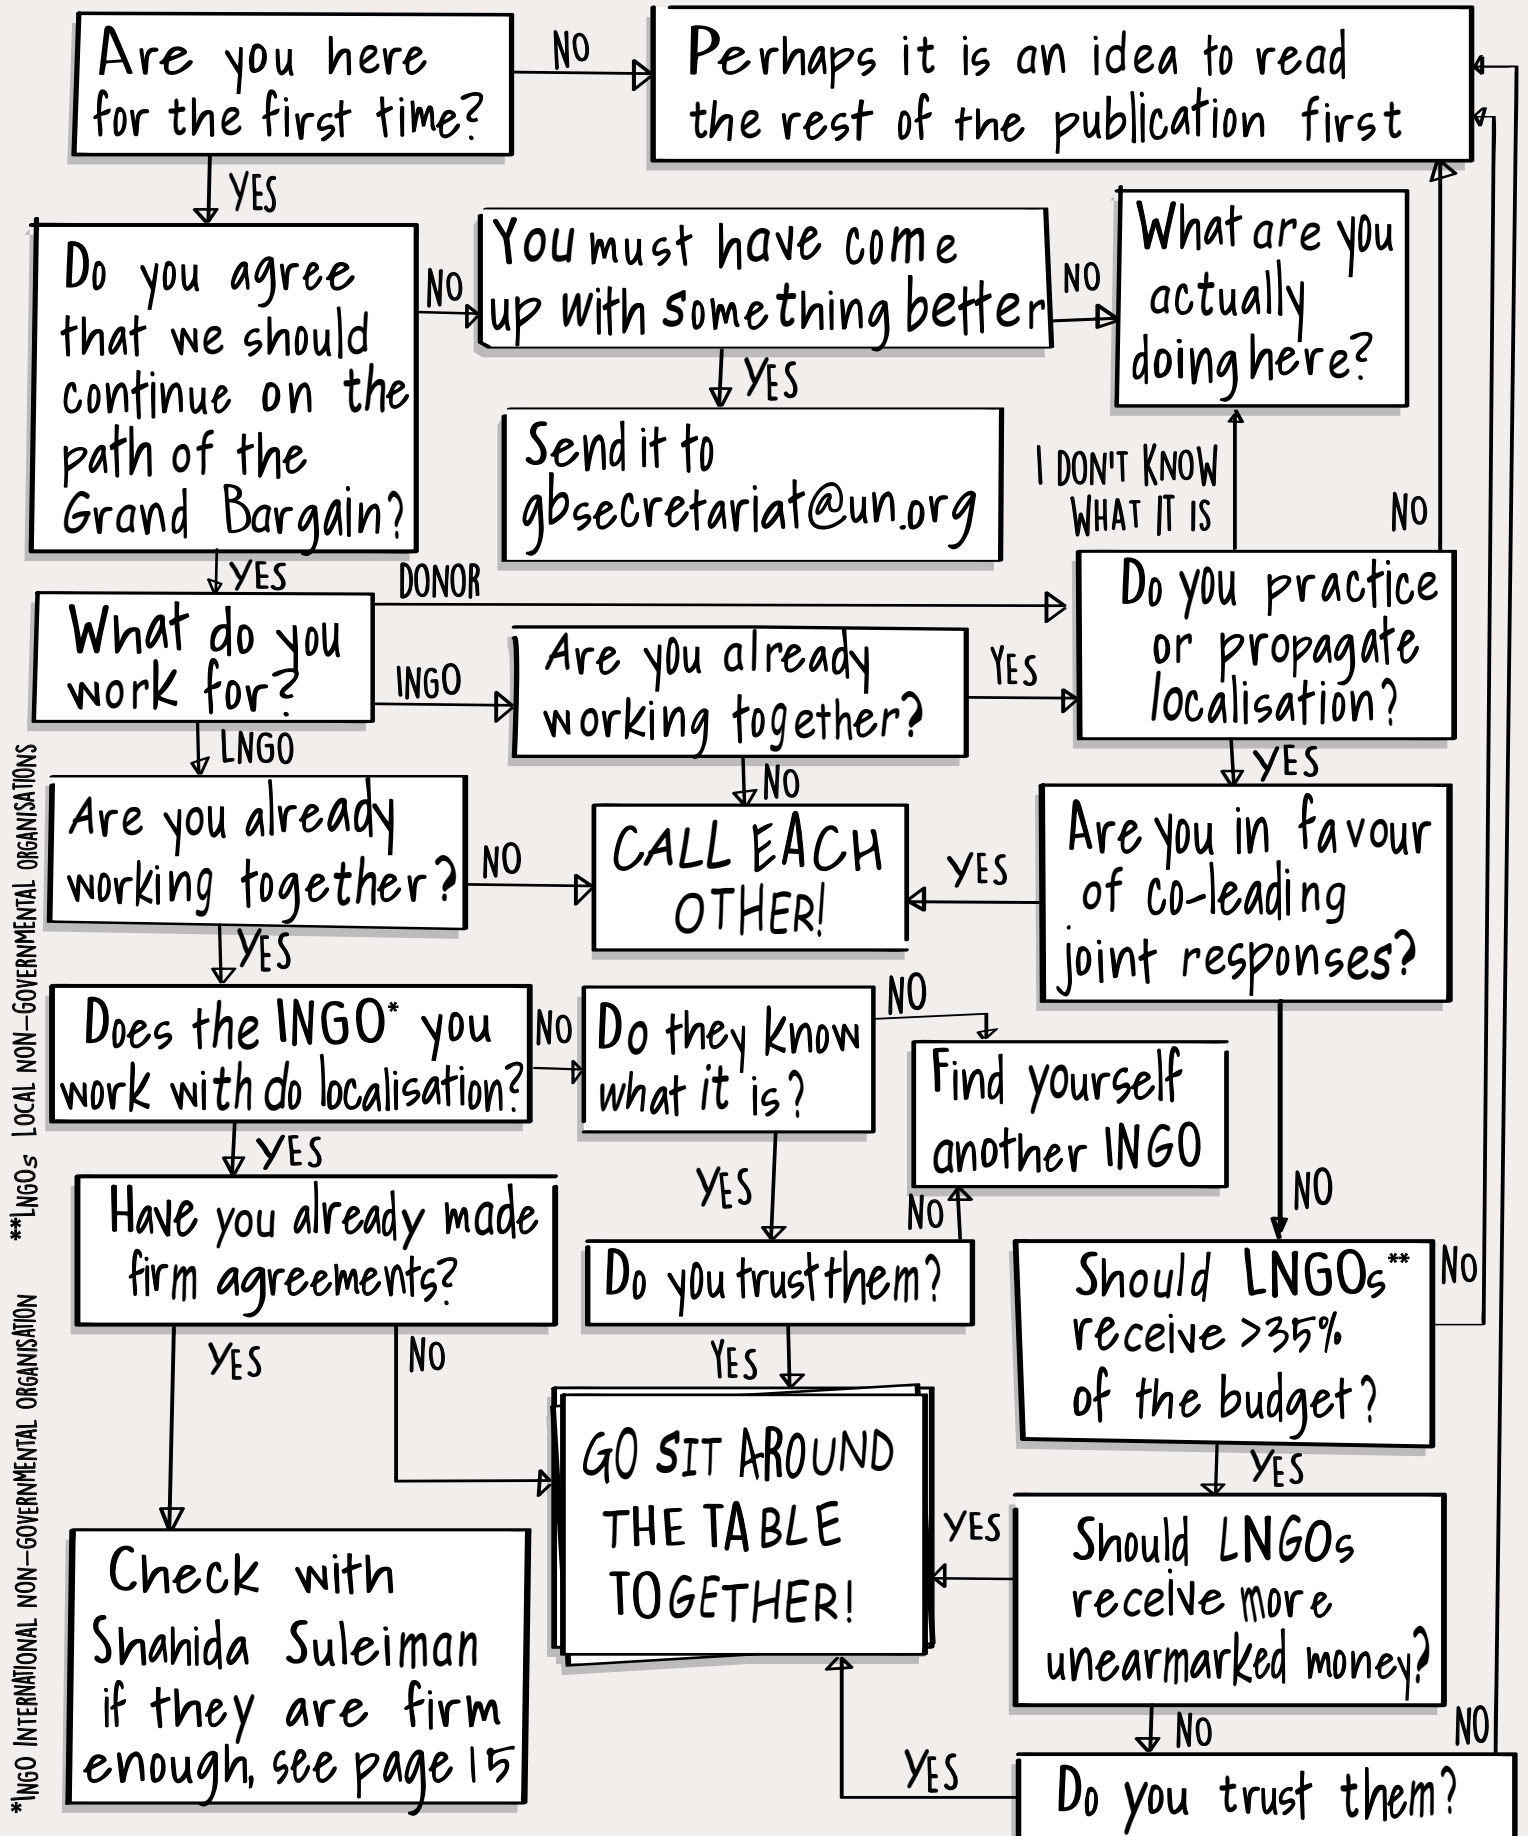 Are you here
for the first time?
NO
Perhaps it is an idea to read
the rest of the publication first
YES
Do you agree
that we should
continue on the
path of the
Grand Bargain?
NO
You must have come
up with something better
NO
What are you
actually
doing here?
YES
Send it to
gbsecretariat@un.org
I DON'T KNOW
WHAT IT IS
NO
YES
DONOR
What do you
work for?
INGO
Are you already
working together?
YES
Do you practice
or propagate
localisation?
LNGO
NO
YES
Are you already
working together?
NO
CALL EACH
OTHER!
YES
Are you in favour
of co-leading
joint responses?
YES
Does the INGO* you
work with do localisation?
NO
Do they know
what it is?
NO
Find yourself
another INGO
YES
YES
NO
NO
Have you already made
firm agreements?
Do you trust them?
Should LNGOs**
receive >35%
of the budget?
NO
YES
NO
YES
YES
GO SIT AROUND
THE TABLE
TOGETHER!
YES
Should LNGOs
receive more
unearmarked money?
Check with
Shahida Suleiman
if they are firm
enough, see page 15
NO
NO
YES
Do you trust them?
*INGO INTERNATIONAL NON-GOVERNMENTAL ORGANISATION
**LNGOs LOCAL NON-GOVERNMENTAL ORGANISATIONS